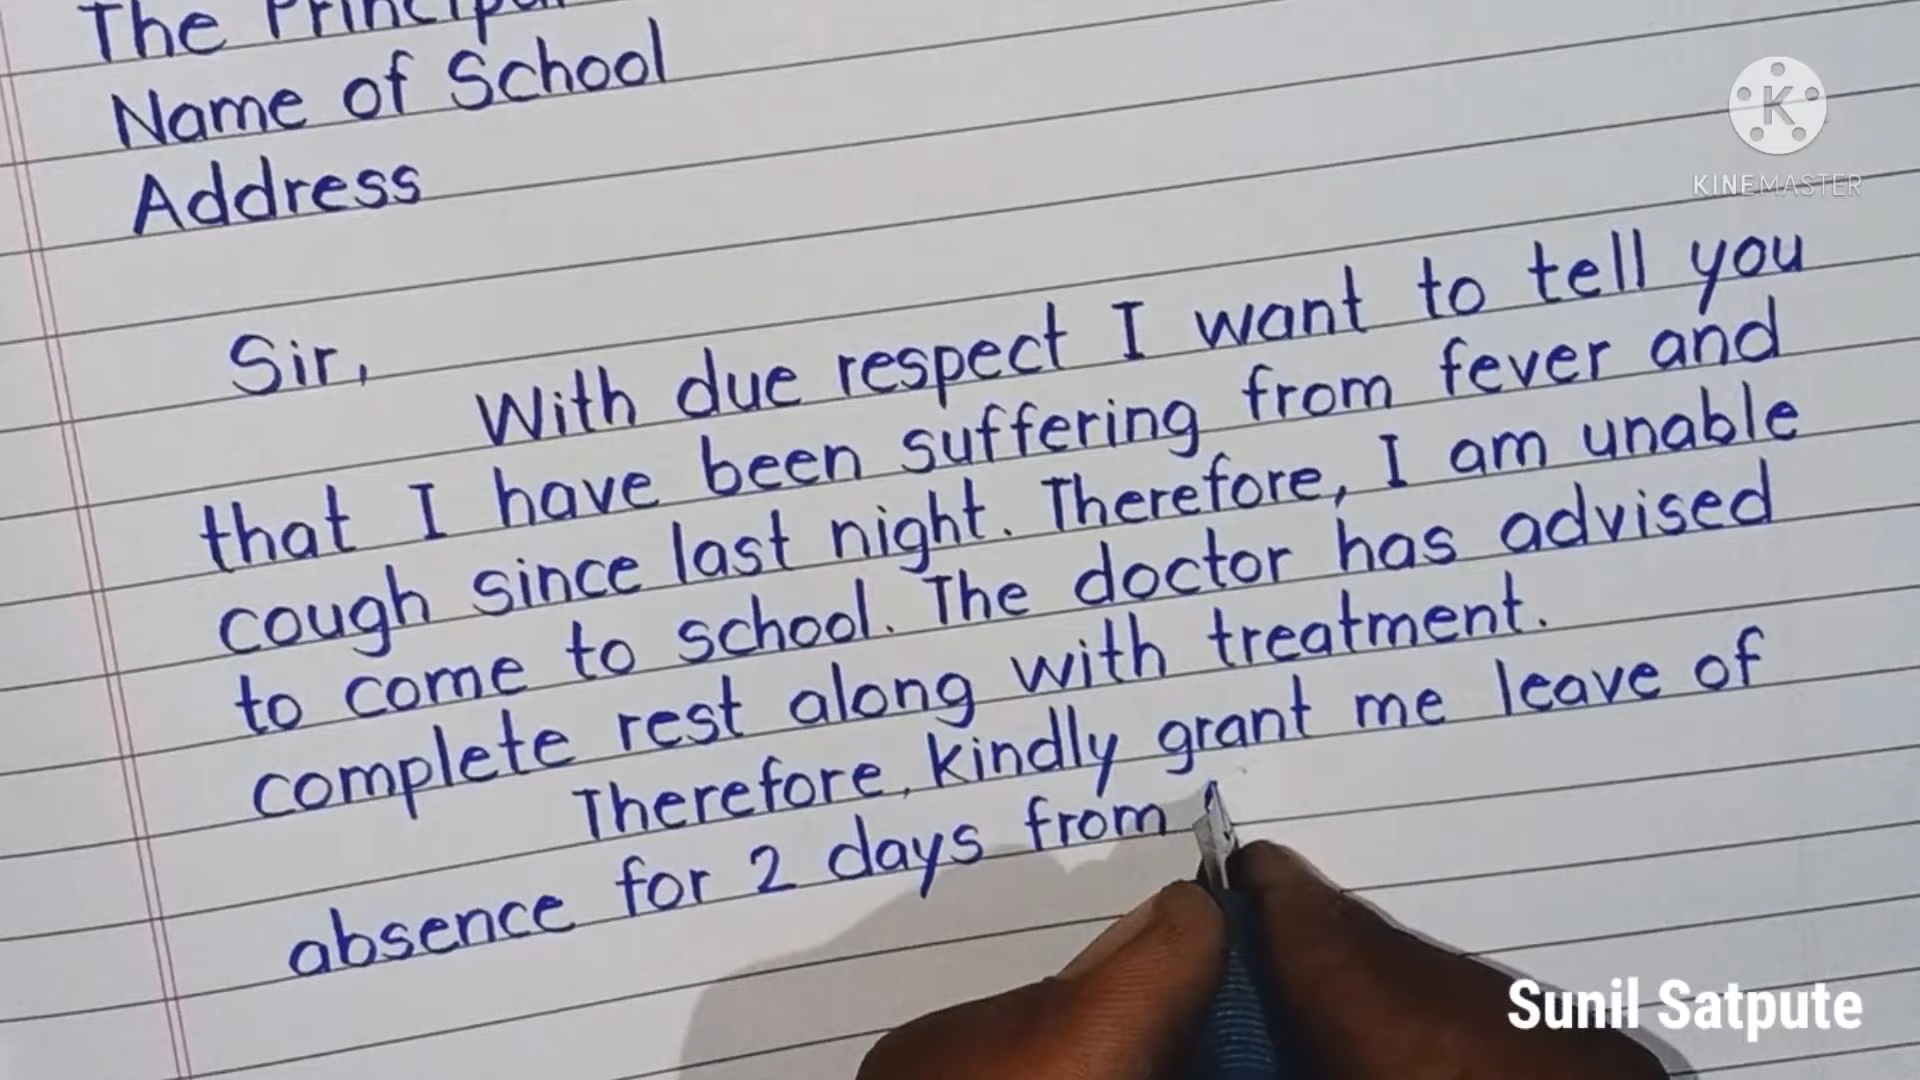 The Principal
Name of School
Address
KINEMASTER
Sir,
With due respect I want to tell you
that I have been suffering from fever and
cough since last night. Therefore, I am unable
to come to school. The doctor has advised
complete rest along with treatment.
Therefore, kindly grant me leave of
absence for 2 days from
Sunil Satpute